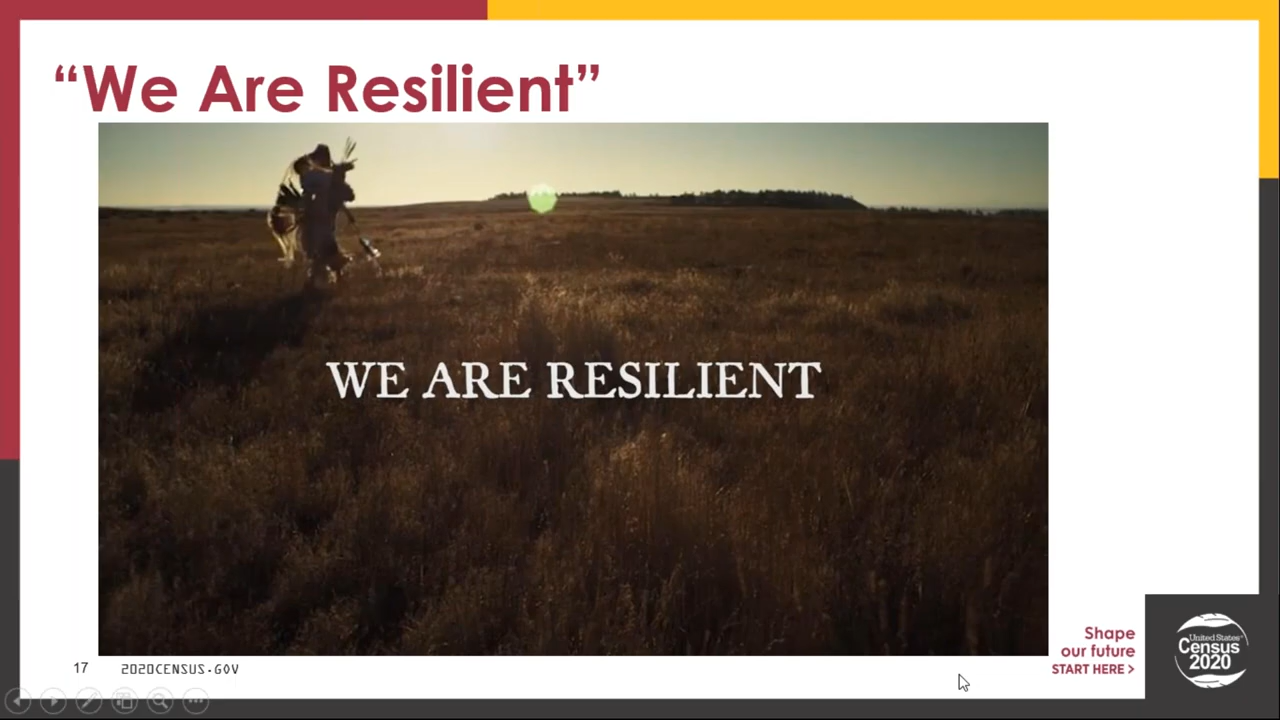 “We Are Resilient”
WE ARE RESILIENT
Shape
our future
START HERE >
17
2020CENSUS.GOV
United States®
Census
2020